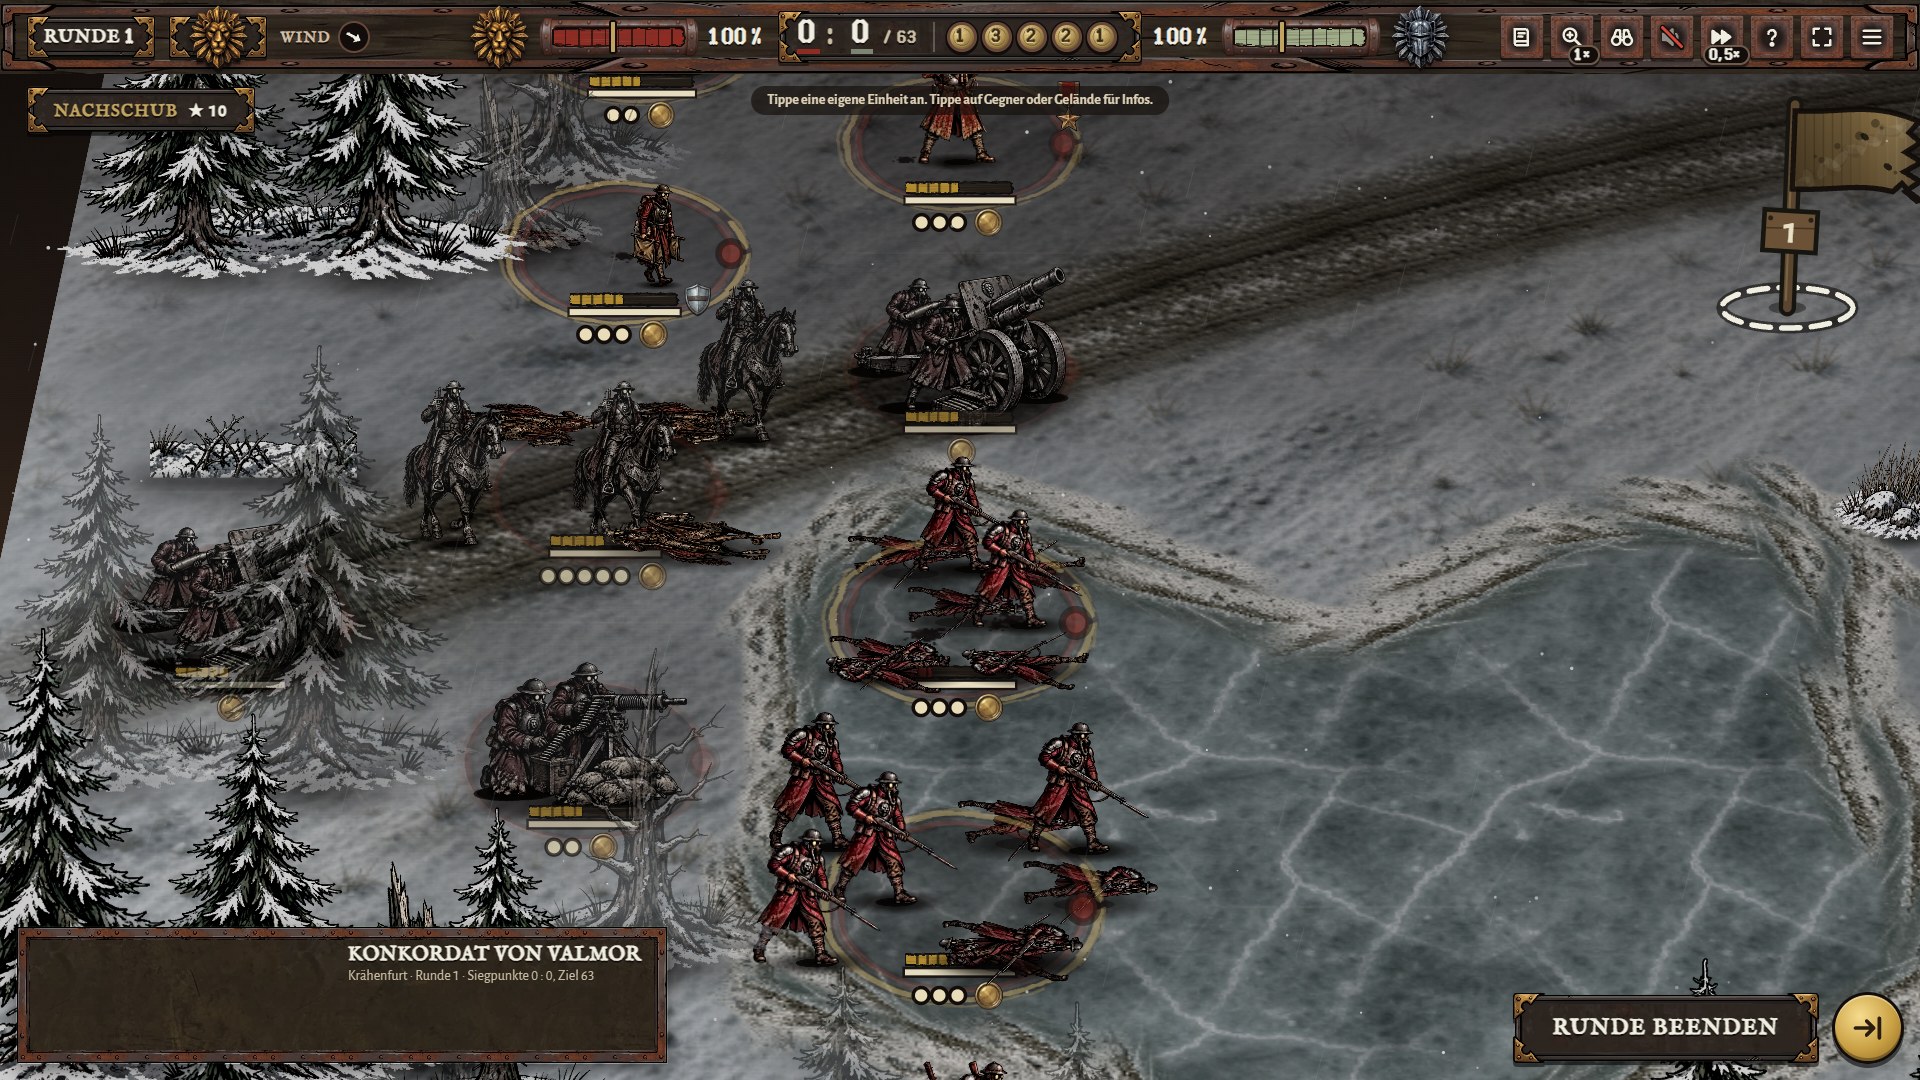 RUNDE 1
WIND
100 %
0 : 0 / 63
1 3 2 2 1
100 %
1×
0,5×
?
NACHSCHUB ★ 10
Tippe eine eigene Einheit an. Tippe auf Gegner oder Gelände für Infos.
1
KONKORDAT VON VALMOR
Krähenfurt · Runde 1 · Siegpunkte 0 : 0, Ziel 63
RUNDE BEENDEN